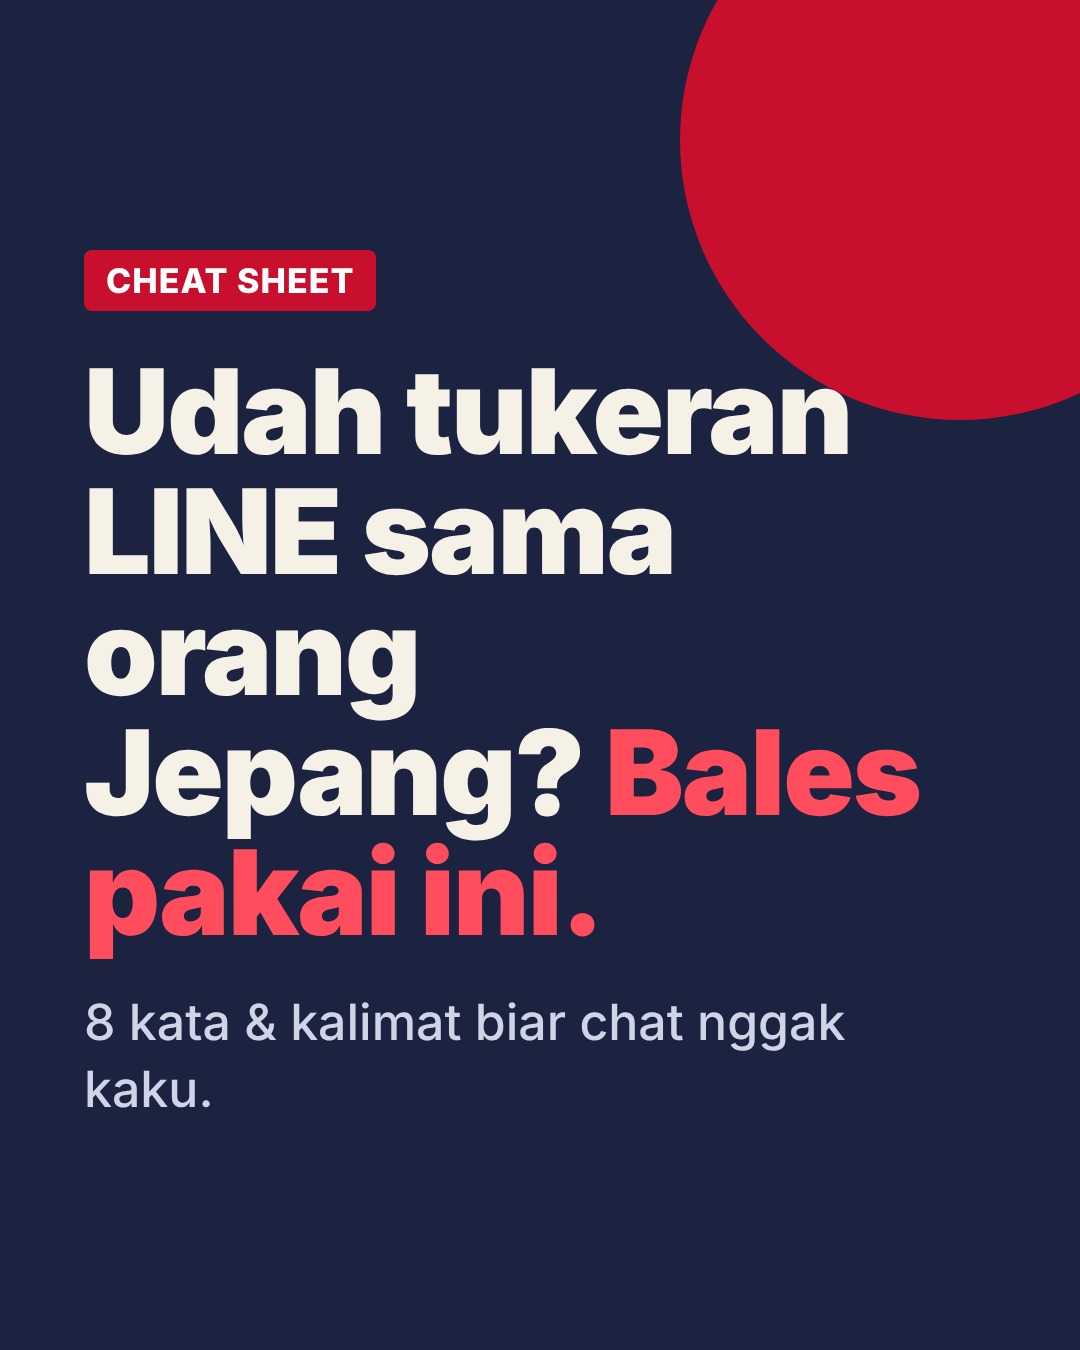 CHEAT SHEET
Udah tukeran
LINE sama
orang
Jepang? Bales
pakai ini.
8 kata & kalimat biar chat nggak
kaku.